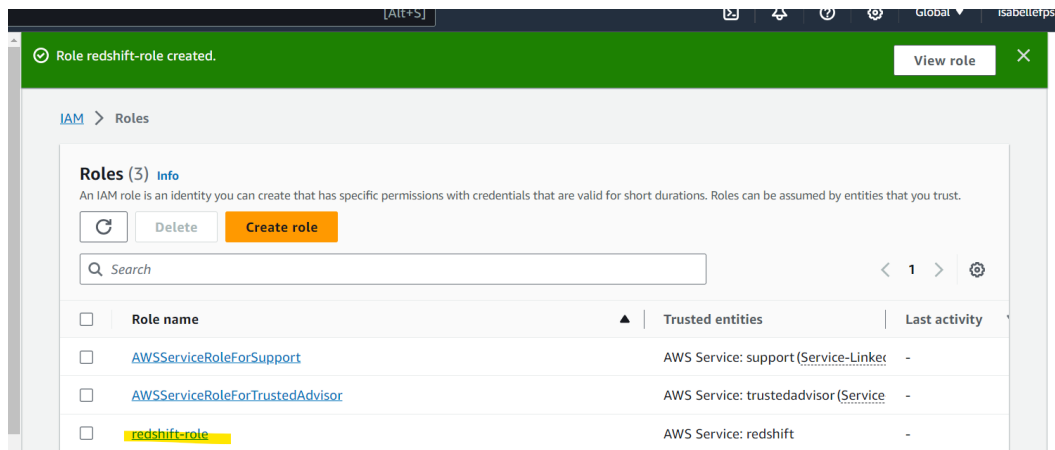 [Alt+S]
Global
isabellefps
Role redshift-role created.
View role
IAM > Roles
Roles (3) Info
An IAM role is an identity you can create that has specific permissions with credentials that are valid for short durations. Roles can be assumed by entities that you trust.
Delete
Create role
Search
1
Role name
Trusted entities
Last activity
AWSServiceRoleForSupport
AWS Service: support (Service-Linked
-
AWSServiceRoleForTrustedAdvisor
AWS Service: trustedadvisor (Service
-
redshift-role
AWS Service: redshift
-